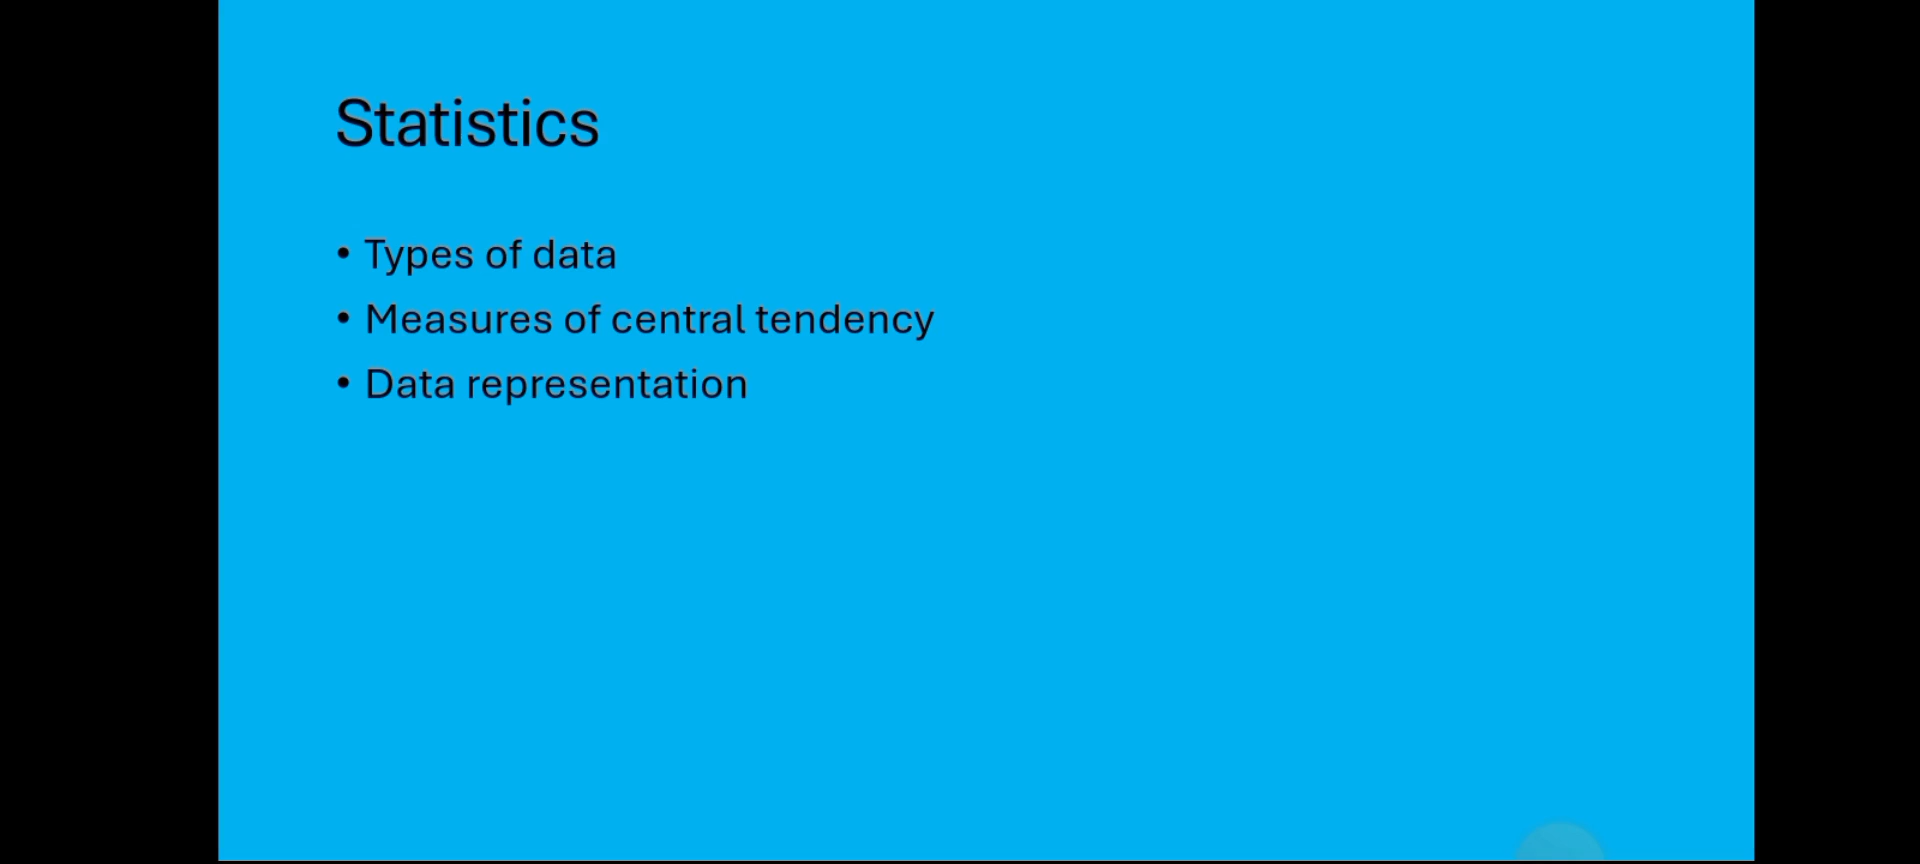 Statistics
• Types of data
• Measures of central tendency
• Data representation